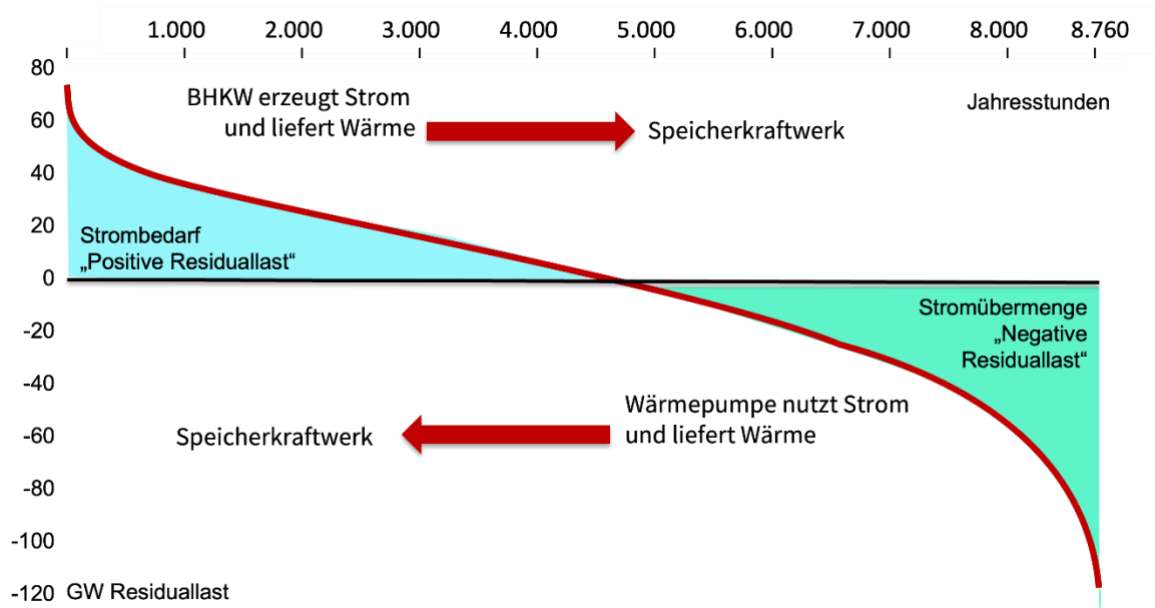 1.000 2.000 3.000 4.000 5.000 6.000 7.000 8.000 8.760
80
BHKW erzeugt Strom
und liefert Wärme
Speicherkraftwerk
Jahresstunden
60
40
20
Strombedarf
„Positive Residuallast“
0
Stromübermenge
„Negative
Residuallast“
-20
-40
Wärmepumpe nutzt Strom
und liefert Wärme
Speicherkraftwerk
-60
-80
-100
-120 GW Residuallast